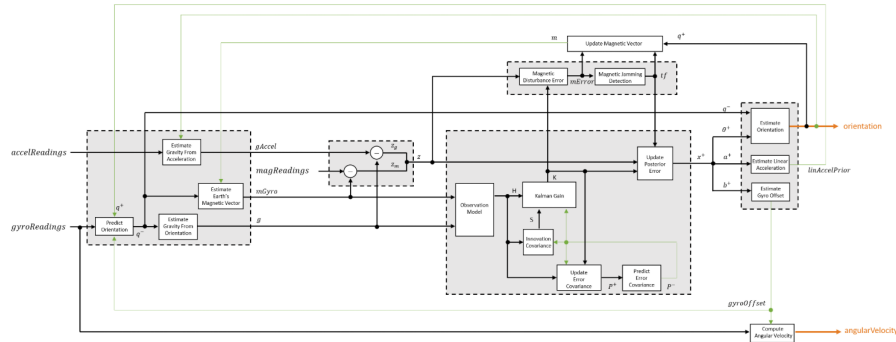 m
Update Magnetic Vector
q⁺
Magnetic
Disturbance Error
mError
Magnetic Jamming
Detection
tf
q⁻
Estimate
Gravity From
Acceleration
gAccel
accelReadings
magReadings
z_g
z_m
z
Estimate
Earth's
Magnetic Vector
mGyro
q⁺
Predict
Orientation
q⁻
gyroReadings
Estimate
Gravity From
Orientation
g
Observation
Model
H
K
Kalman Gain
S
Innovation
Covariance
Update
Error
Covariance
P⁺
Predict
Error
Covariance
P⁻
Update
Posterior
Error
x⁺
Estimate
Orientation
θ⁺
orientation
a⁺
Estimate Linear
Acceleration
linAccelPrior
b⁺
Estimate
Gyro Offset
gyroOffset
Compute
Angular Velocity
angularVelocity